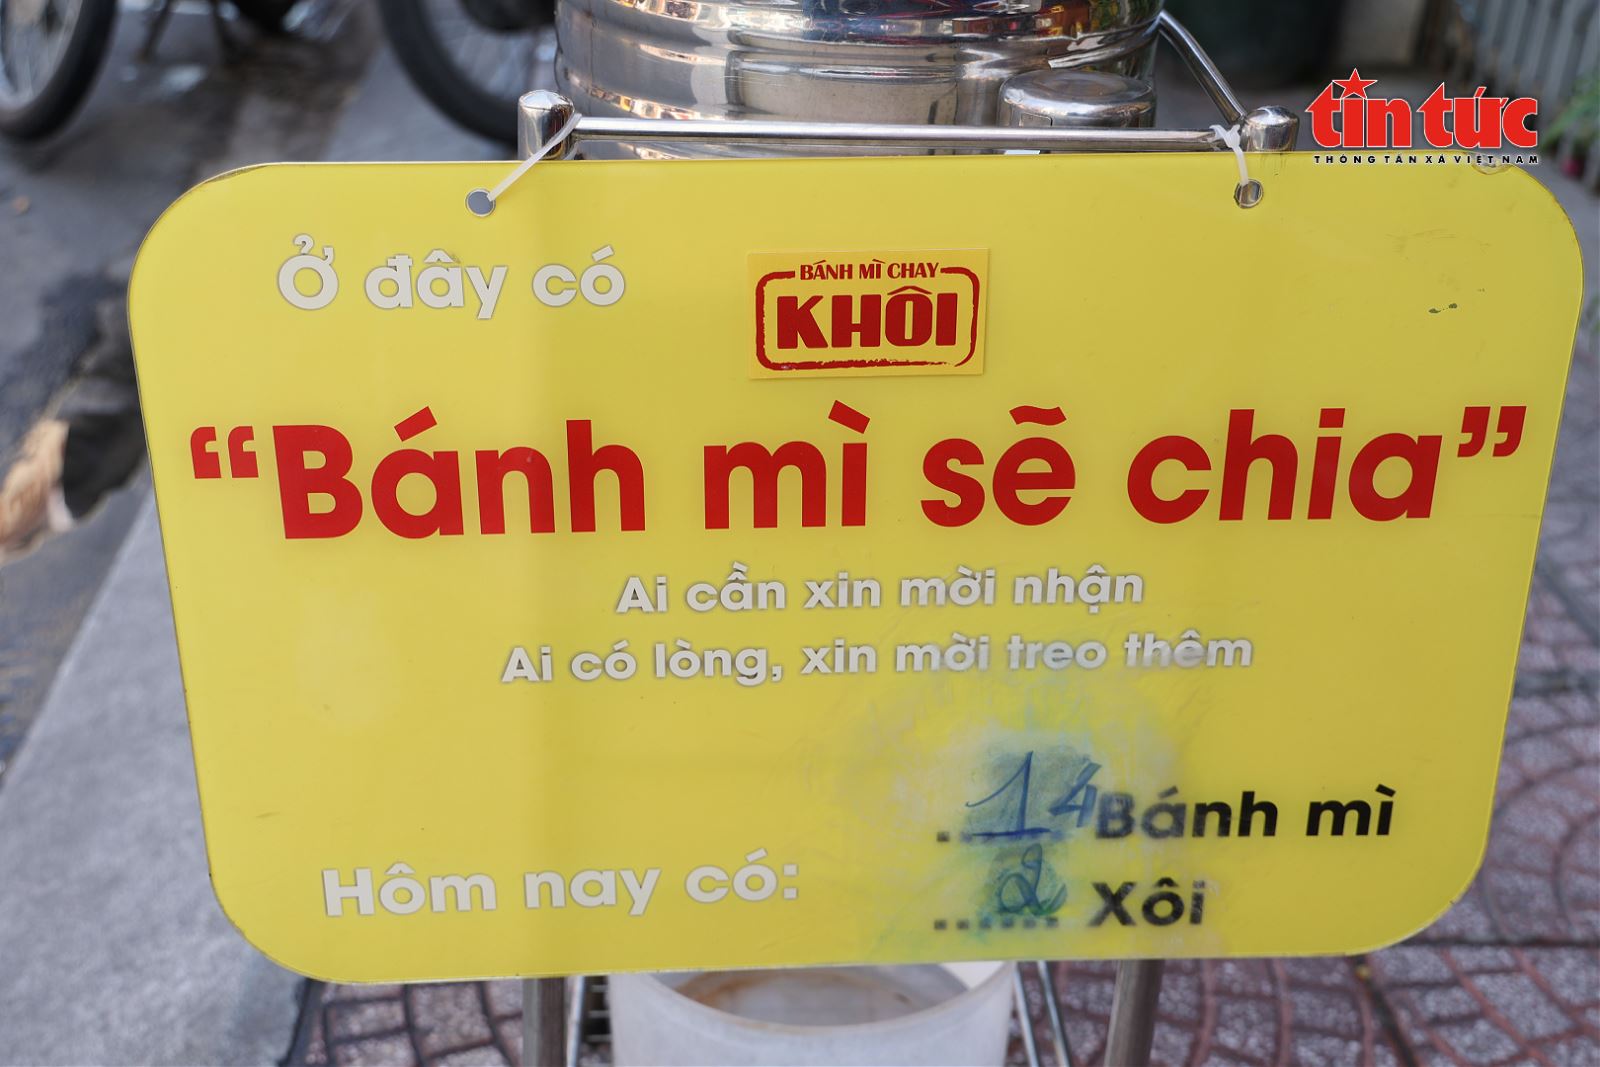 tin tức
THÔNG TẤN XÃ VIỆT NAM
Ở đây có
BÁNH MÌ CHAY
KHÔI
“Bánh mì sẽ chia”
Ai cần xin mời nhận
Ai có lòng, xin mời treo thêm
14 Bánh mì
Hôm nay có:
2 Xôi